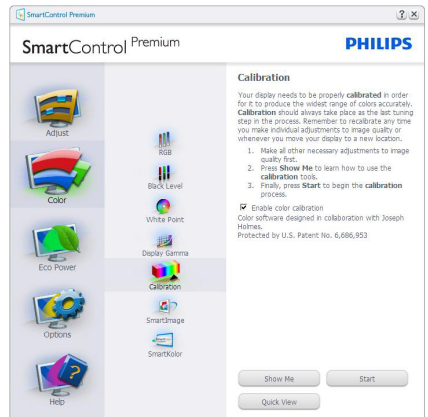 SmartControl Premium
SmartControl Premium
PHILIPS
Adjust
Color
Eco Power
Options
Help
RGB
Black Level
White Point
Display Gamma
Calibration
SmartImage
SmartKolor
Calibration
Your display needs to be properly calibrated in order
for it to produce the widest range of colors accurately.
Calibration should always take place as the last tuning
step in the process. Remember to recalibrate any time
you make individual adjustments to image quality or
whenever you move your display to a new location.
1. Make all other necessary adjustments to image
quality first.
2. Press Show Me to learn how to use the
calibration tools.
3. Finally, press Start to begin the calibration
process.
Enable color calibration
Color software designed in collaboration with Joseph
Holmes.
Protected by U.S. Patent No. 6,686,953
Show Me
Start
Quick View